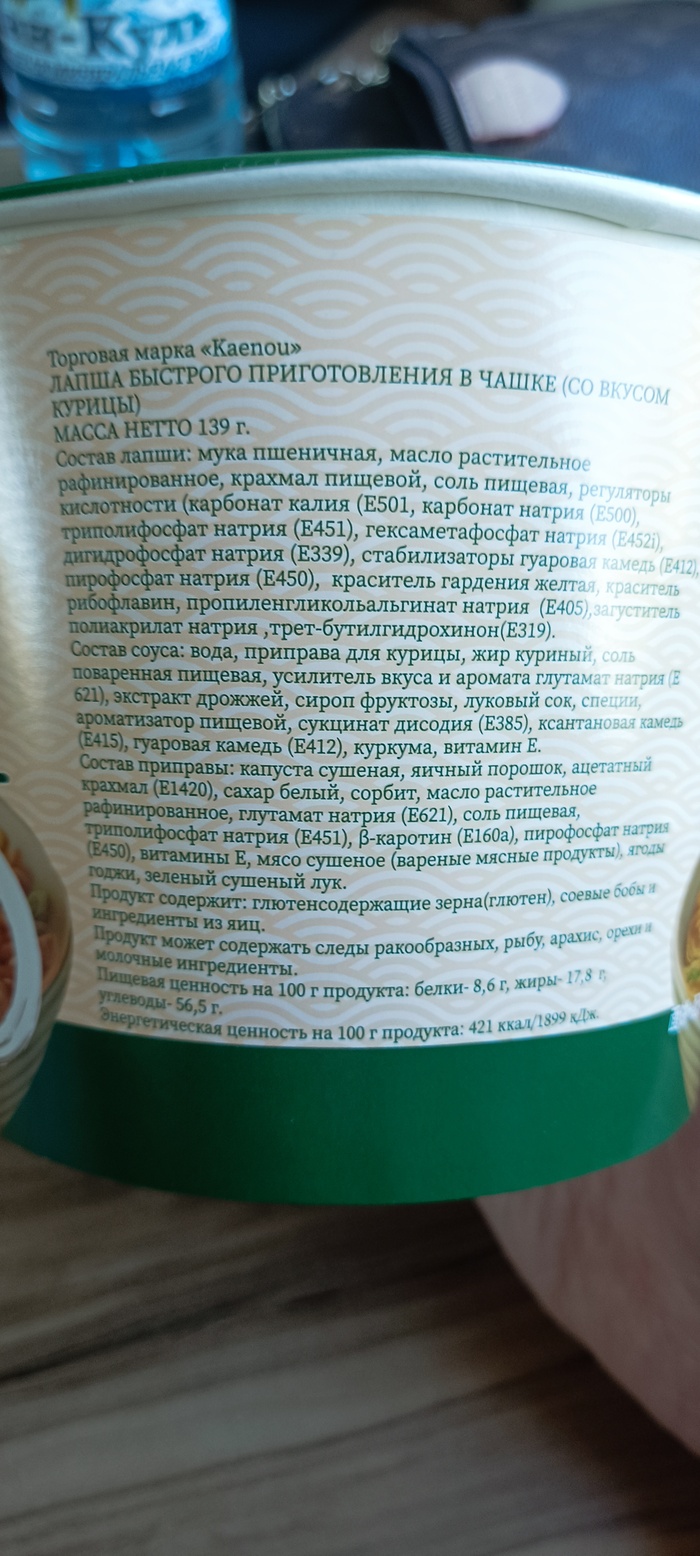 Торговая марка «Kaenou»
ЛАПША БЫСТРОГО ПРИГОТОВЛЕНИЯ В ЧАШКЕ (СО ВКУСОМ
КУРИЦЫ)
МАССА НЕТТО 139 г.
Состав лапши: мука пшеничная, масло растительное
рафинированное, крахмал пищевой, соль пищевая, регуляторы
кислотности (карбонат калия (Е501, карбонат натрия (Е500),
триполифосфат натрия (Е451), гексаметафосфат натрия (Е452i),
дигидрофосфат натрия (Е339), стабилизаторы гуаровая камедь (Е412),
пирофосфат натрия (Е450), краситель гардения желтая, краситель
рибофлавин, пропиленгликольальгинат натрия (Е405),загуститель
полиакрилат натрия ,трет-бутилгидрохинон(Е319).
Состав соуса: вода, приправа для курицы, жир куриный, соль
поваренная пищевая, усилитель вкуса и аромата глутамат натрия (Е
621), экстракт дрожжей, сироп фруктозы, луковый сок, специи,
ароматизатор пищевой, сукцинат дисодия (Е385), ксантановая камедь
(Е415), гуаровая камедь (Е412), куркума, витамин Е.
Состав приправы: капуста сушеная, яичный порошок, ацетатный
крахмал (Е1420), сахар белый, сорбит, масло растительное
рафинированное, глутамат натрия (Е621), соль пищевая,
триполифосфат натрия (Е451), β-каротин (Е160а), пирофосфат натрия
(Е450), витамины Е, мясо сушеное (вареные мясные продукты), ягоды
годжи, зеленый сушеный лук.
Продукт содержит: глютенсодержащие зерна(глютен), соевые бобы и
ингредиенты из яиц.
Продукт может содержать следы ракообразных, рыбу, арахис, орехи и
молочные ингредиенты.
Пищевая ценность на 100 г продукта: белки- 8,6 г, жиры- 17,8 г,
углеводы- 56,5 г.
Энергетическая ценность на 100 г продукта: 421 ккал/1899 кДж.